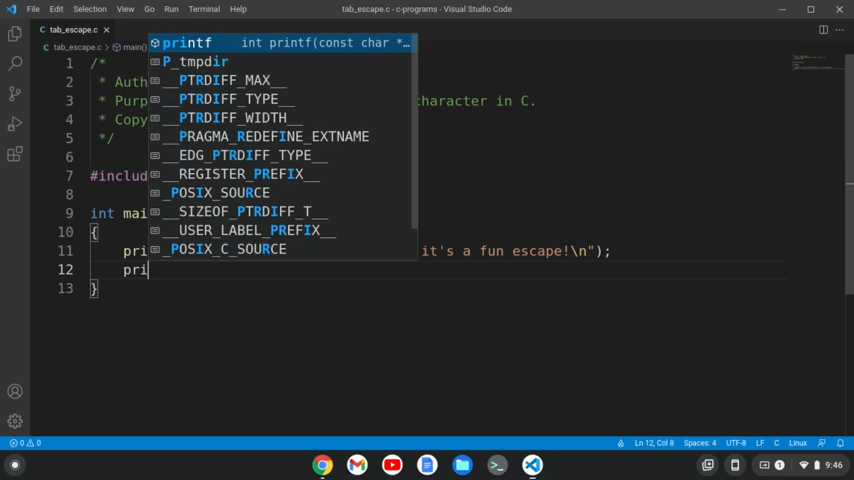 File Edit Selection View Go Run Terminal Help
tab_escape.c - c-programs - Visual Studio Code
C tab_escape.c
C tab_escape.c > main()
printf int printf(const char *…
P_tmpdir
__PTRDIFF_MAX__
__PTRDIFF_TYPE__
__PTRDIFF_WIDTH__
__PRAGMA_REDEFINE_EXTNAME
__EDG_PTRDIFF_TYPE__
__REGISTER_PREFIX__
_POSIX_SOURCE
__SIZEOF_PTRDIFF_T__
__USER_LABEL_PREFIX__
_POSIX_C_SOURCE
1 /*
2 * Auth
3 * Purp character in C.
4 * Copy
5 */
6
7 #includ
8
9 int mai
10 {
11 pri it's a fun escape!\n");
12 pri
13 }
0 0
Ln 12, Col 8 Spaces: 4 UTF-8 LF C Linux
1 9:46